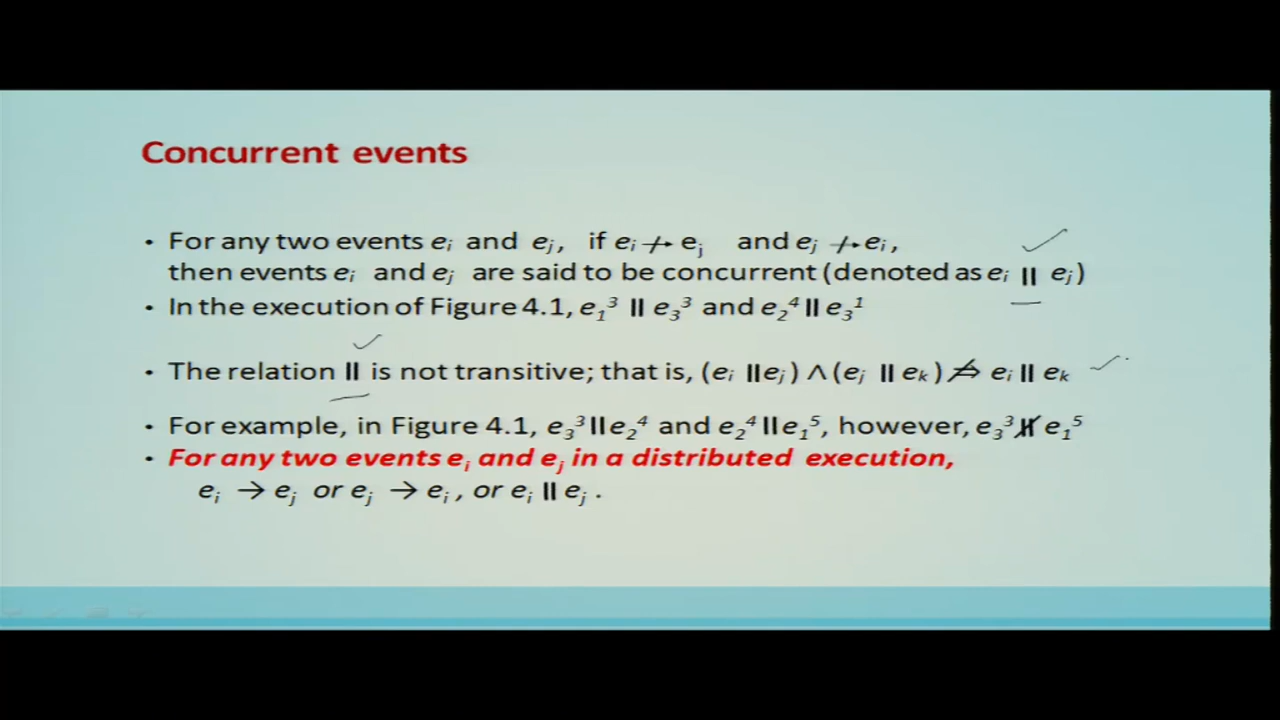 Concurrent events
• For any two events eᵢ and eⱼ, if eᵢ ↛ eⱼ and eⱼ ↛ eᵢ,
then events eᵢ and eⱼ are said to be concurrent (denoted as eᵢ || eⱼ)
• In the execution of Figure 4.1, e₁³ || e₃³ and e₂⁴ || e₃¹
• The relation || is not transitive; that is, (eᵢ || eⱼ) ∧ (eⱼ || eₖ) ⇏ eᵢ || eₖ
• For example, in Figure 4.1, e₃³ || e₂⁴ and e₂⁴ || e₁⁵, however, e₃³ ∦ e₁⁵
• For any two events eᵢ and eⱼ in a distributed execution,
eᵢ → eⱼ or eⱼ → eᵢ, or eᵢ || eⱼ.